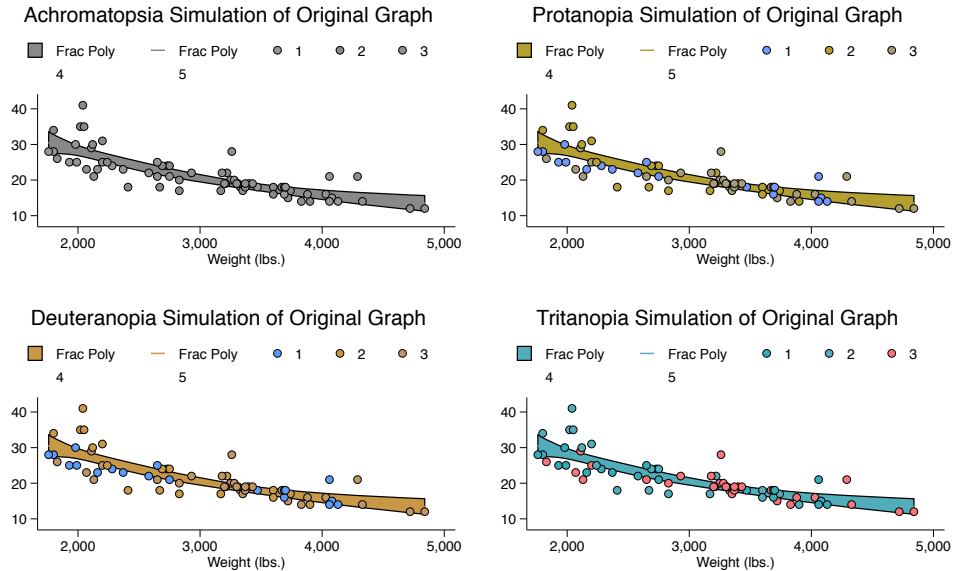 Achromatopsia Simulation of Original Graph
Frac Poly Frac Poly 1 2 3
4 5
40
30
20
10
2,000 3,000 4,000 5,000
Weight (lbs.)
Protanopia Simulation of Original Graph
Frac Poly Frac Poly 1 2 3
4 5
40
30
20
10
2,000 3,000 4,000 5,000
Weight (lbs.)
Deuteranopia Simulation of Original Graph
Frac Poly Frac Poly 1 2 3
4 5
40
30
20
10
2,000 3,000 4,000 5,000
Weight (lbs.)
Tritanopia Simulation of Original Graph
Frac Poly Frac Poly 1 2 3
4 5
40
30
20
10
2,000 3,000 4,000 5,000
Weight (lbs.)